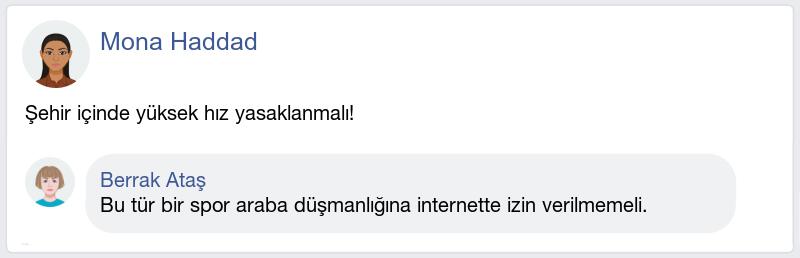 Mona Haddad
Şehir içinde yüksek hız yasaklanmalı!
Berrak Ataş
Bu tür bir spor araba düşmanlığına internette izin verilmemeli.